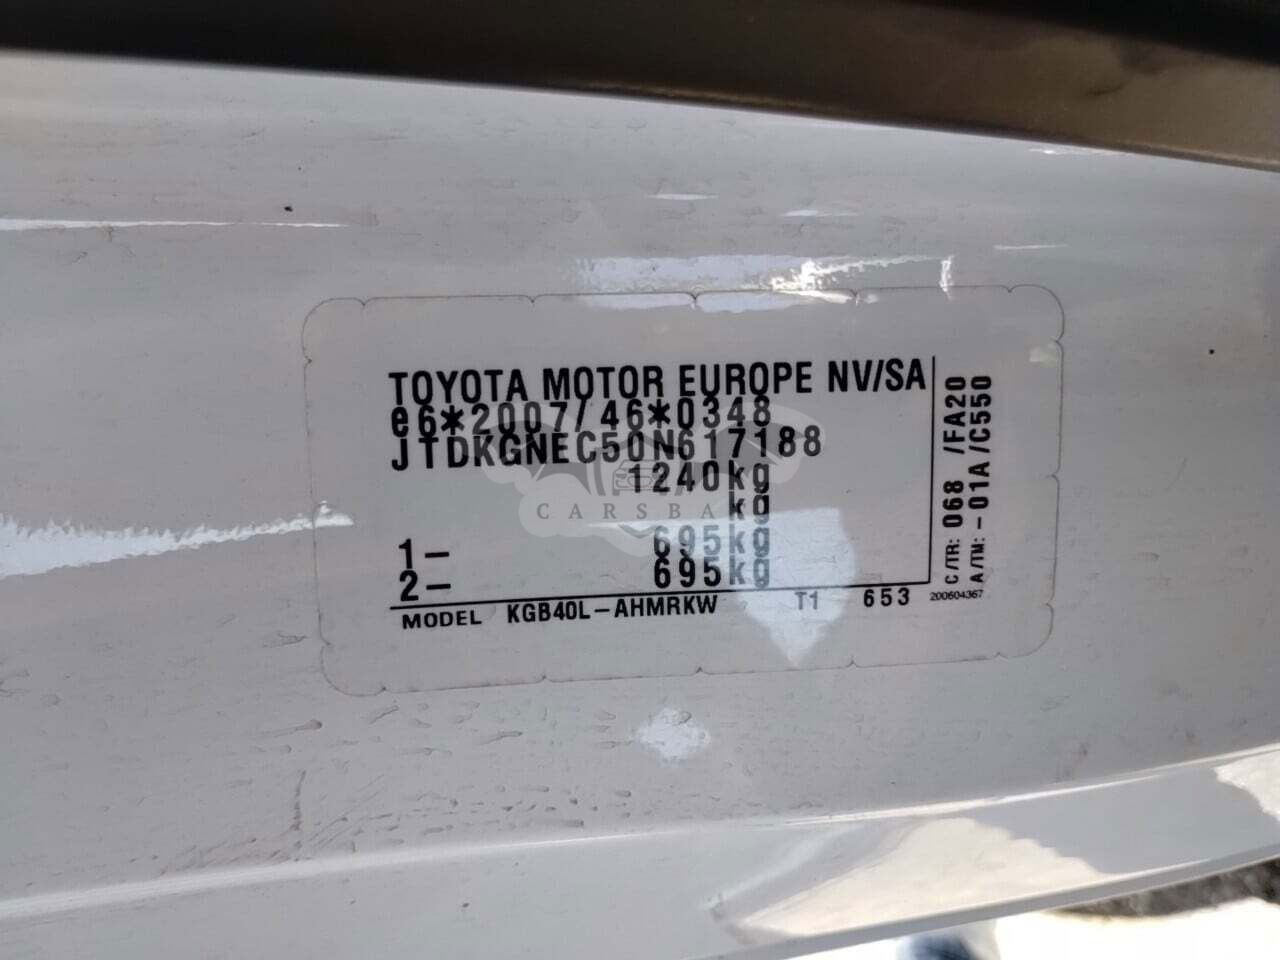 TOYOTA MOTOR EUROPE NV/SA
e6*2007/46*0348
JTDKGNEC50N617188
1240kg
kg
1- 695kg
2- 695kg
MODEL KGB40L-AHMRKW T1 653
200604367
C/TR: 068 /FA20
A/TM: -01A /C550
CARSBA